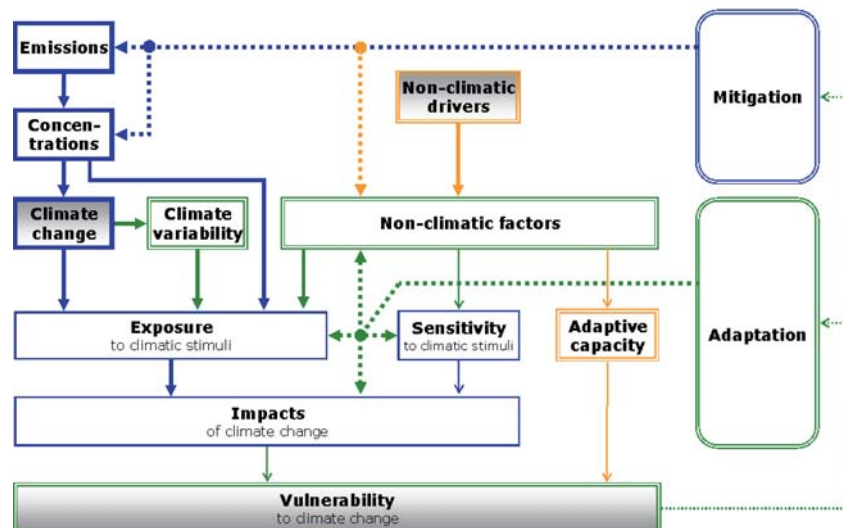 Emissions
Non-climatic
drivers
Mitigation
Concen-
trations
Climate
change
Climate
variability
Non-climatic factors
Exposure
to climatic stimuli
Sensitivity
to climatic stimuli
Adaptive
capacity
Adaptation
Impacts
of climate change
Vulnerability
to climate change